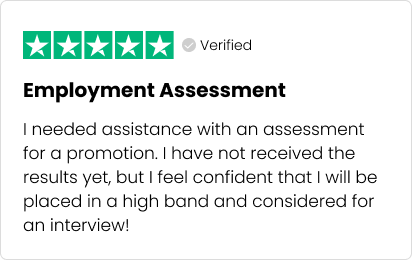 Verified
Employment Assessment
I needed assistance with an assessment
for a promotion. I have not received the
results yet, but I feel confident that I will be
placed in a high band and considered for
an interview!